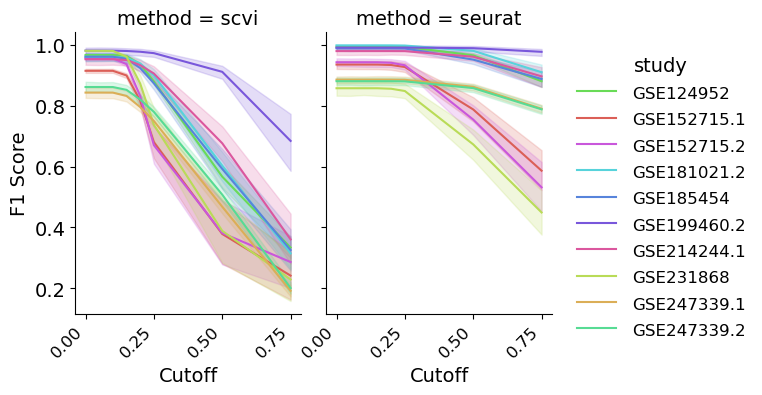 method = scvi
method = seurat
1.0
0.8
0.6
0.4
0.2
F1 Score
0.00
0.25
0.50
0.75
Cutoff
0.00
0.25
0.50
0.75
Cutoff
study
GSE124952
GSE152715.1
GSE152715.2
GSE181021.2
GSE185454
GSE199460.2
GSE214244.1
GSE231868
GSE247339.1
GSE247339.2